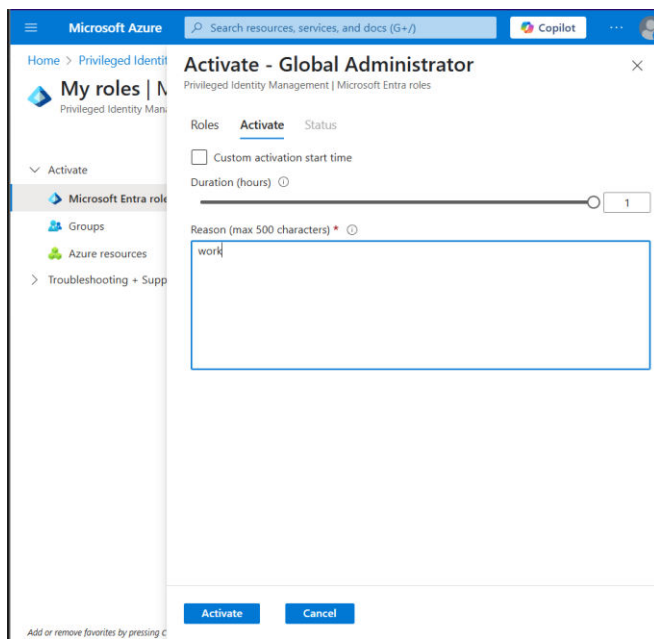 Microsoft Azure
Search resources, services, and docs (G+/)
Copilot
Home > Privileged Identit
My roles | M
Privileged Identity Mana
Activate
Microsoft Entra role
Groups
Azure resources
Troubleshooting + Supp
Add or remove favorites by pressing C
Activate - Global Administrator
Privileged Identity Management | Microsoft Entra roles
Roles Activate Status
Custom activation start time
Duration (hours)
1
Reason (max 500 characters) *
work
Activate Cancel